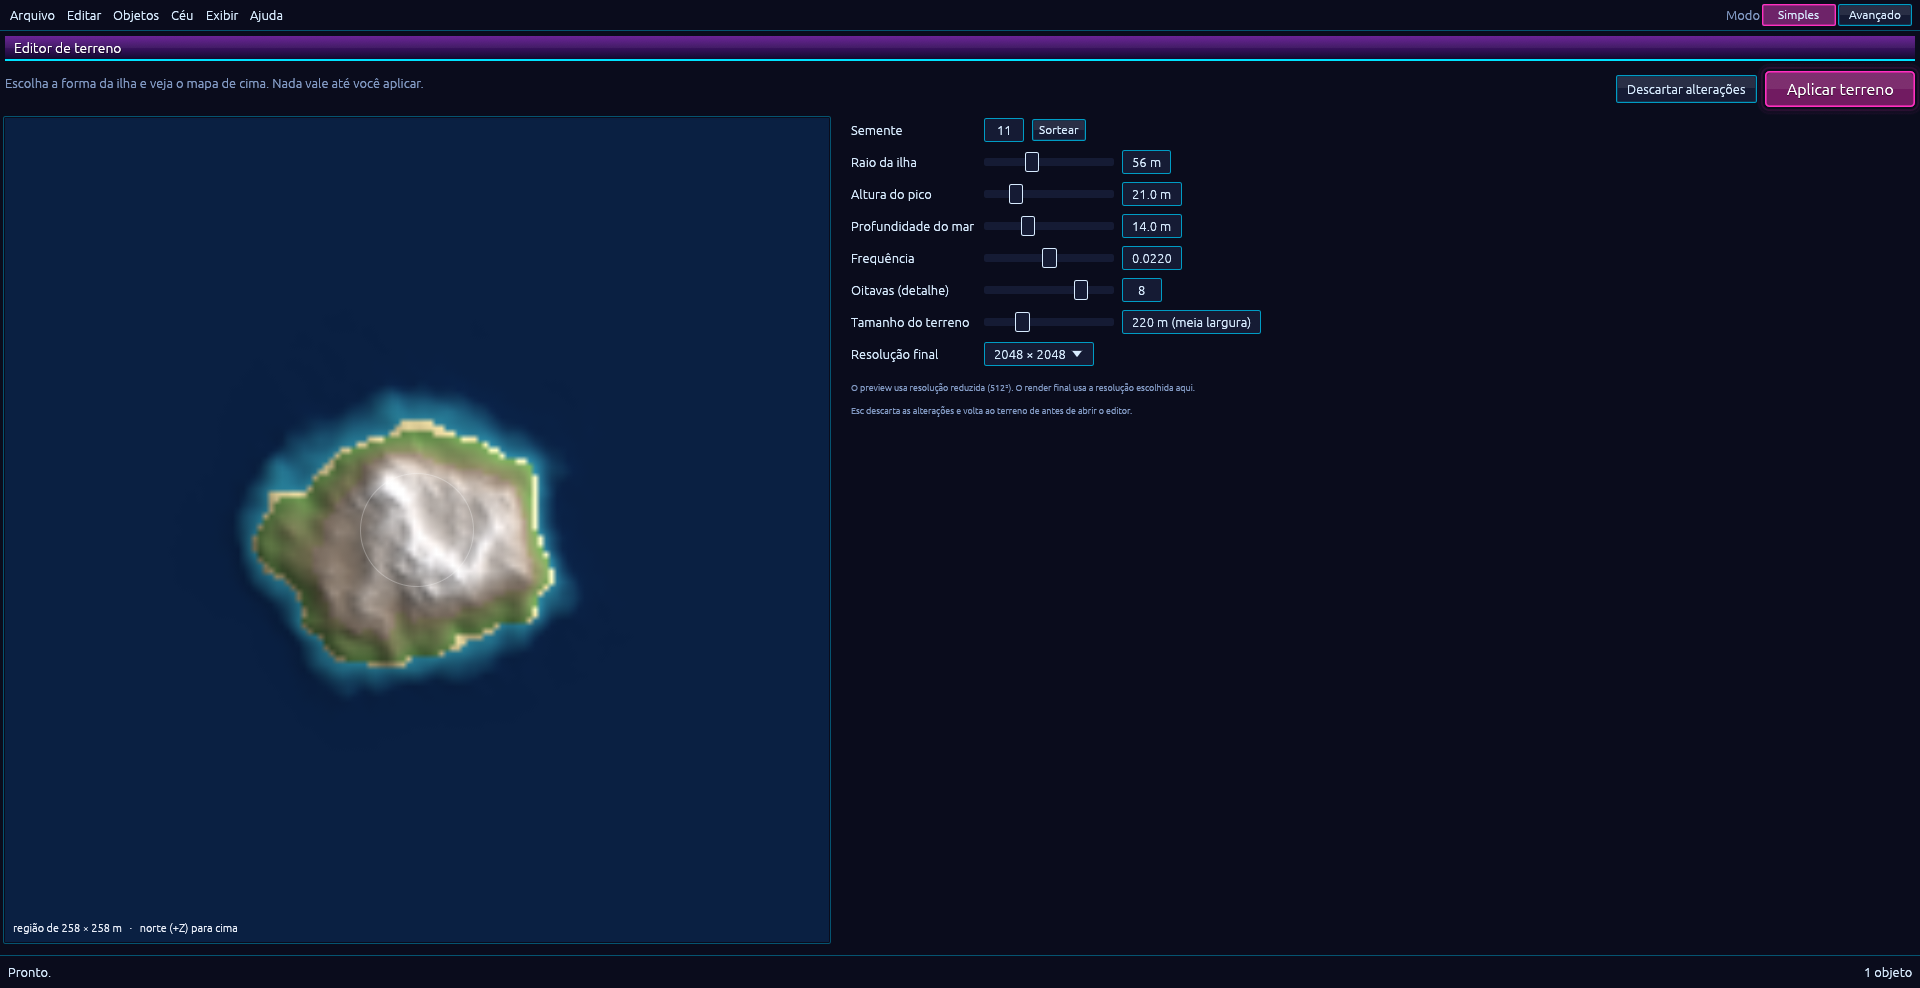 Arquivo Editar Objetos Céu Exibir Ajuda Modo Simples Avançado
Editor de terreno
Escolha a forma da ilha e veja o mapa de cima. Nada vale até você aplicar. Descartar alterações Aplicar terreno
Semente 11 Sortear
Raio da ilha 56 m
Altura do pico 21.0 m
Profundidade do mar 14.0 m
Frequência 0.0220
Oitavas (detalhe) 8
Tamanho do terreno 220 m (meia largura)
Resolução final 2048 × 2048
O preview usa resolução reduzida (512²). O render final usa a resolução escolhida aqui.
Esc descarta as alterações e volta ao terreno de antes de abrir o editor.
região de 258 × 258 m · norte (+Z) para cima
Pronto. 1 objeto